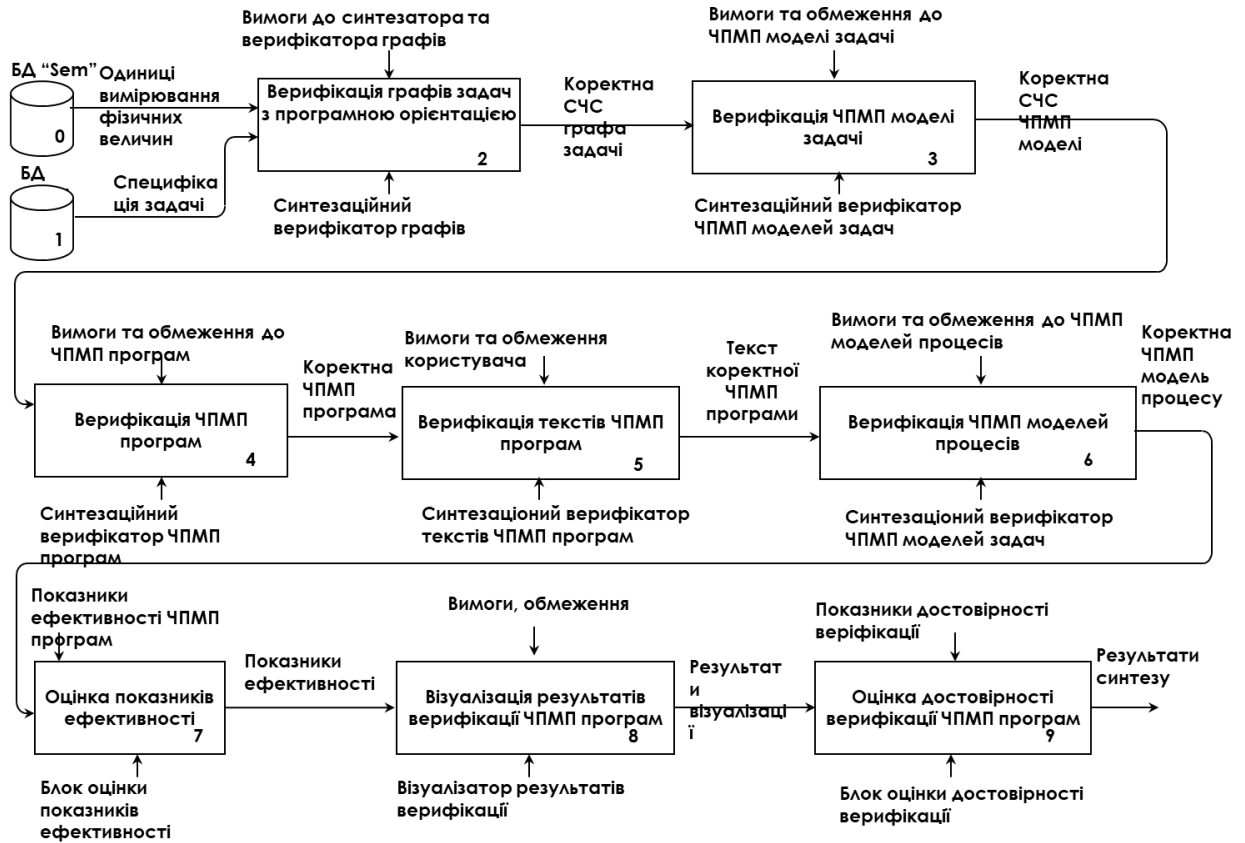 Вимоги до синтезатора та
верифікатора графів
Вимоги та обмеження до
ЧПМП моделі задачі
БД “Sem”
Одиниці
вимірювання
фізичних
величин
0
Верифікація графів задач
з програмною орієнтацією
2
Коректна
СЧС
графа
задачі
Верифікація ЧПМП моделі
задачі
3
Коректна
СЧС
ЧПМП
моделі
БД
1
Специфіка
ція задачі
Синтезаційний
верифікатор графів
Синтезаційний верифікатор
ЧПМП моделей задач
Вимоги та обмеження до
ЧПМП програм
Верифікація ЧПМП
програм
4
Синтезаційний
верифікатор ЧПМП
програм
Коректна
ЧПМП
програма
Вимоги та обмеження
користувача
Верифікація текстів ЧПМП
програм
5
Синтезаціоний верифікатор
текстів ЧПМП програм
Текст
коректної
ЧПМП
програми
Вимоги та обмеження до ЧПМП
моделей процесів
Верифікація ЧПМП моделей
процесів
6
Синтезаціоний верифікатор
ЧПМП моделей задач
Коректна
ЧПМП
модель
процесу
Показники
ефективності ЧПМП
програм
Оцінка показників
ефективності
7
Блок оцінки
показників
ефективності
Показники
ефективності
Вимоги, обмеження
Візуалізація результатів
верифікації ЧПМП програм
8
Візуалізатор результатів
верифікації
Результат
и
візуалізаці
ї
Показники достовірності
веріфікації
Оцінка достовірності
верифікації ЧПМП програм
9
Блок оцінки достовірності
верифікації
Результати
синтезу